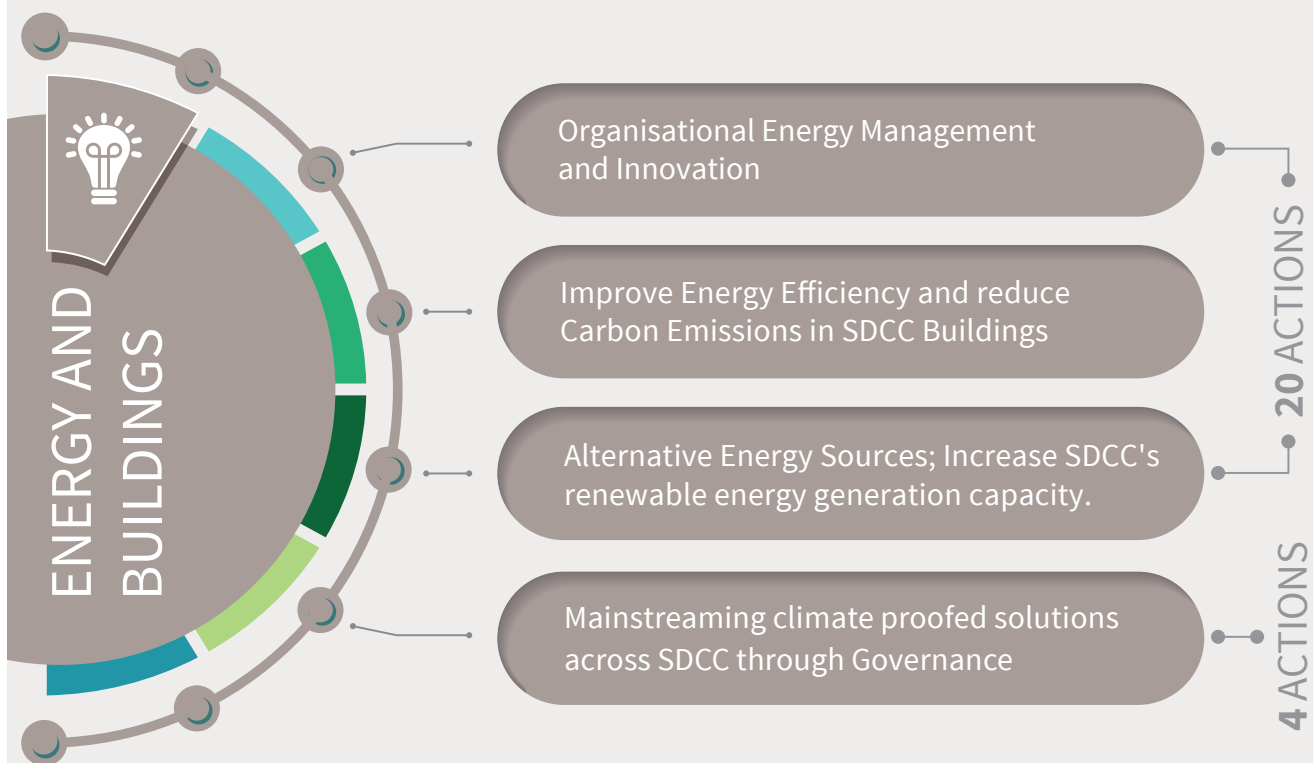 ENERGY AND
BUILDINGS
Organisational Energy Management
and Innovation
Improve Energy Efficiency and reduce
Carbon Emissions in SDCC Buildings
Alternative Energy Sources; Increase SDCC's
renewable energy generation capacity.
Mainstreaming climate proofed solutions
across SDCC through Governance
20 ACTIONS
4 ACTIONS